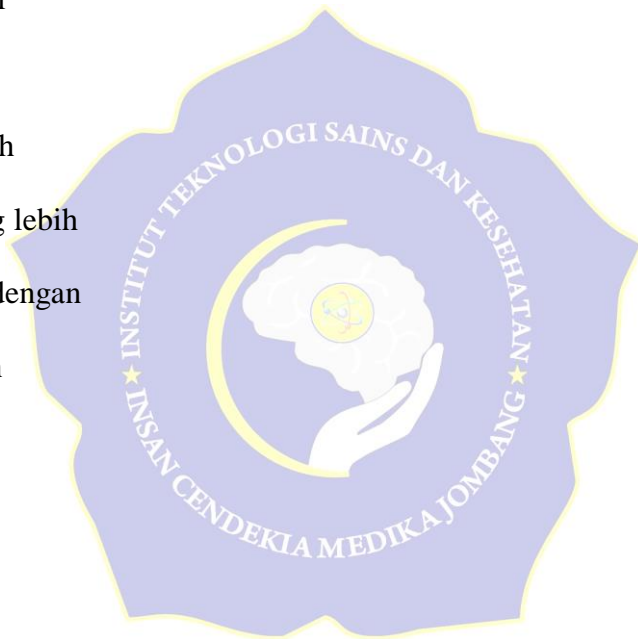 h
g lebih
dengan
INSTITUT TEKNOLOGI SAINS DAN KESEHATAN
INSAN CENDEKIA MEDIKA JOMBANG